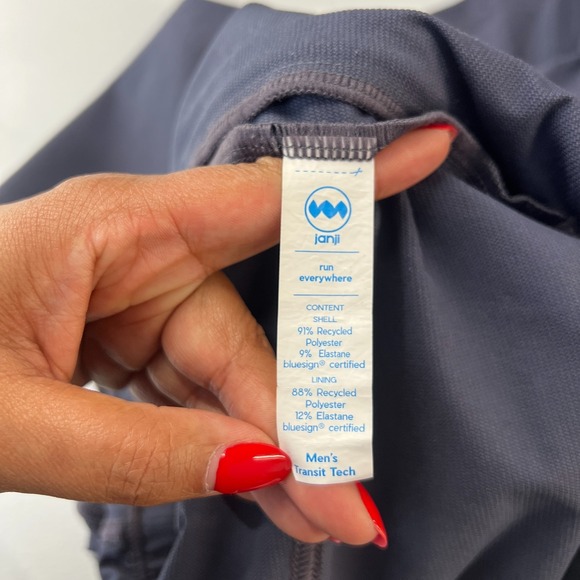 janji
run
everywhere
CONTENT
SHELL
91% Recycled
Polyester
9% Elastane
bluesign® certified
LINING
88% Recycled
Polyester
12% Elastane
bluesign® certified
Men's
Transit Tech